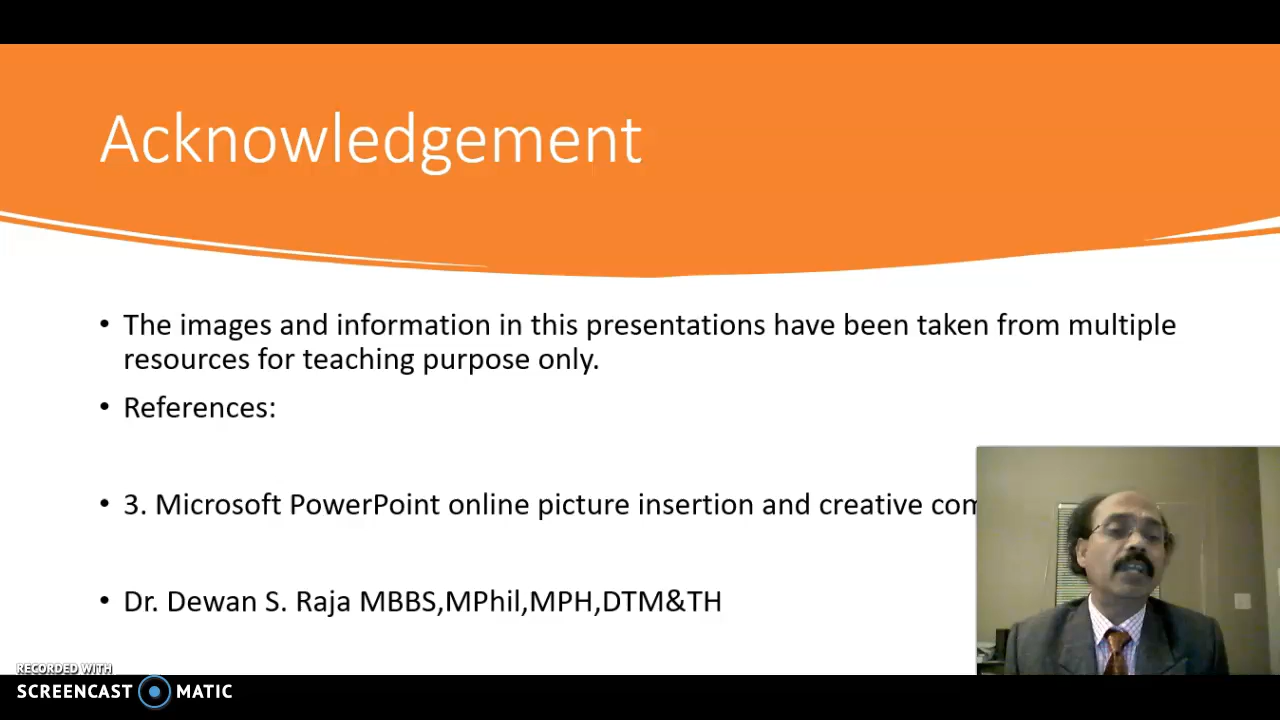 Acknowledgement
• The images and information in this presentations have been taken from multiple
resources for teaching purpose only.
• References:
• 3. Microsoft PowerPoint online picture insertion and creative com
• Dr. Dewan S. Raja MBBS,MPhil,MPH,DTM&TH
RECORDED WITH
SCREENCAST MATIC